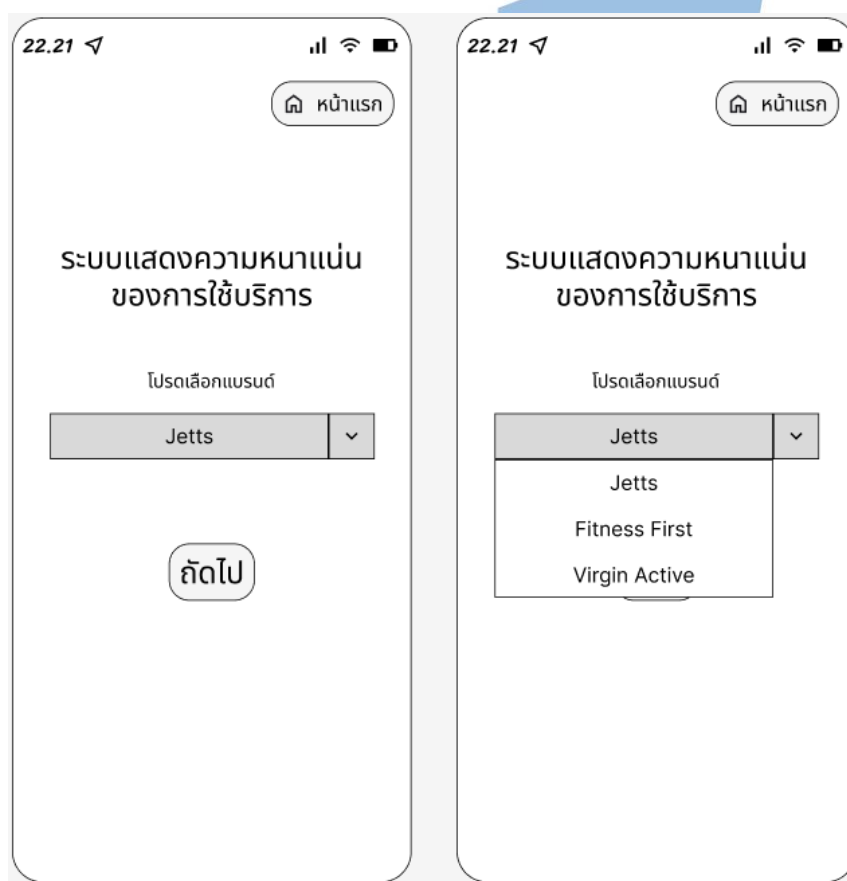 22.21
หน้าแรก
ระบบแสดงความหนาแน่น
ของการใช้บริการ
โปรดเลือกแบรนด์
Jetts
ถัดไป
22.21
หน้าแรก
ระบบแสดงความหนาแน่น
ของการใช้บริการ
โปรดเลือกแบรนด์
Jetts
Jetts
Fitness First
Virgin Active